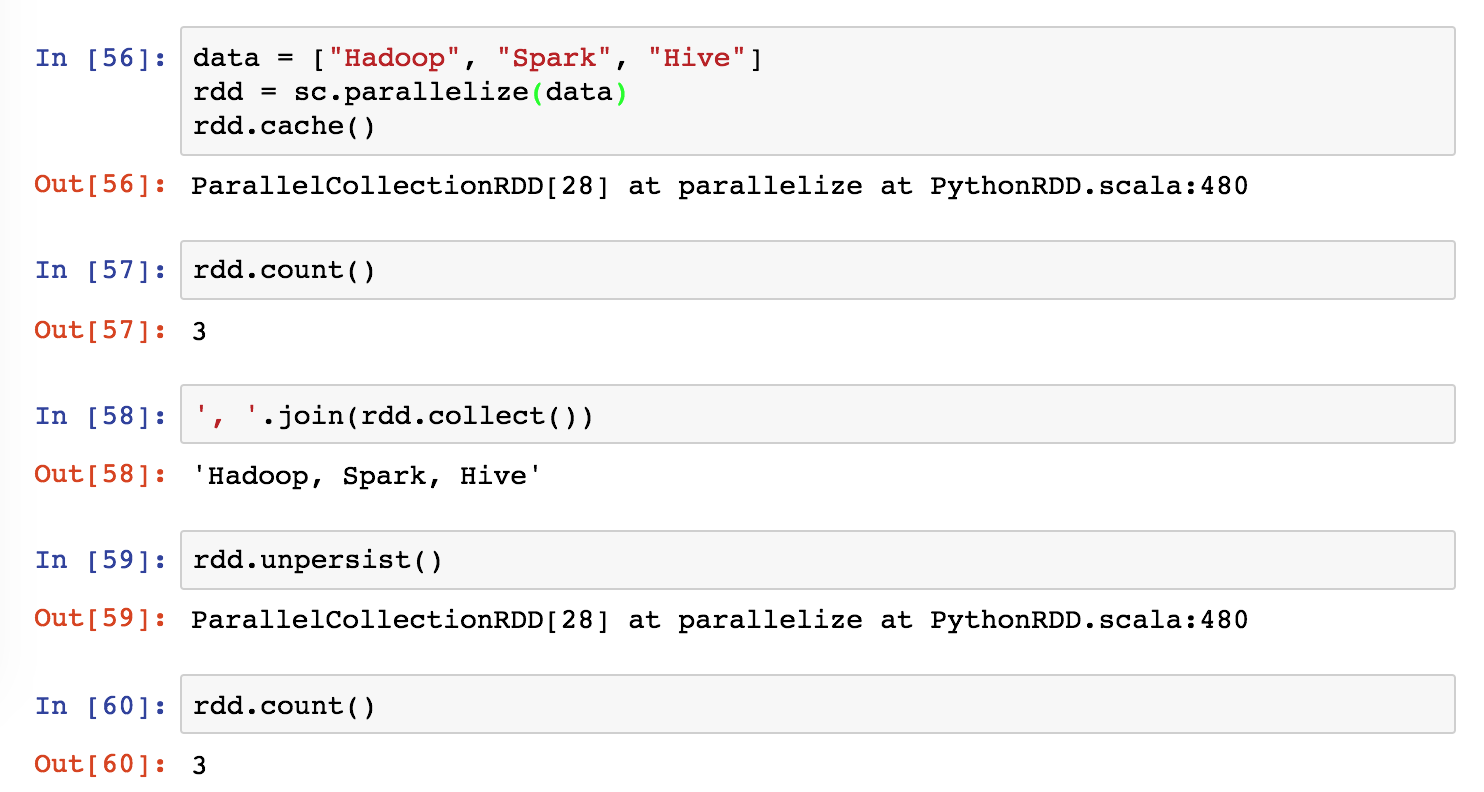 In [56]: data = ["Hadoop", "Spark", "Hive"]
rdd = sc.parallelize(data)
rdd.cache()
Out[56]: ParallelCollectionRDD[28] at parallelize at PythonRDD.scala:480
In [57]: rdd.count()
Out[57]: 3
In [58]: ', '.join(rdd.collect())
Out[58]: 'Hadoop, Spark, Hive'
In [59]: rdd.unpersist()
Out[59]: ParallelCollectionRDD[28] at parallelize at PythonRDD.scala:480
In [60]: rdd.count()
Out[60]: 3